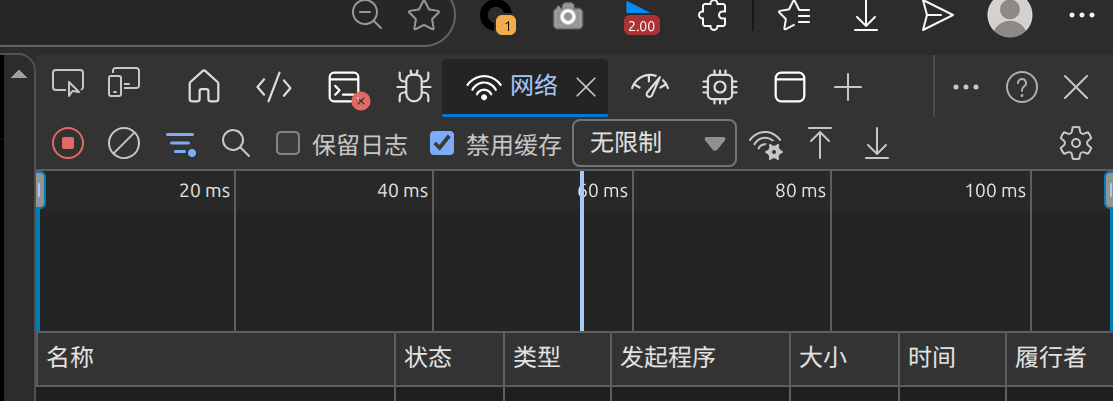 1
2.00
网络
保留日志 禁用缓存 无限制
20 ms 40 ms 60 ms 80 ms 100 ms
名称 状态 类型 发起程序 大小 时间 履行者